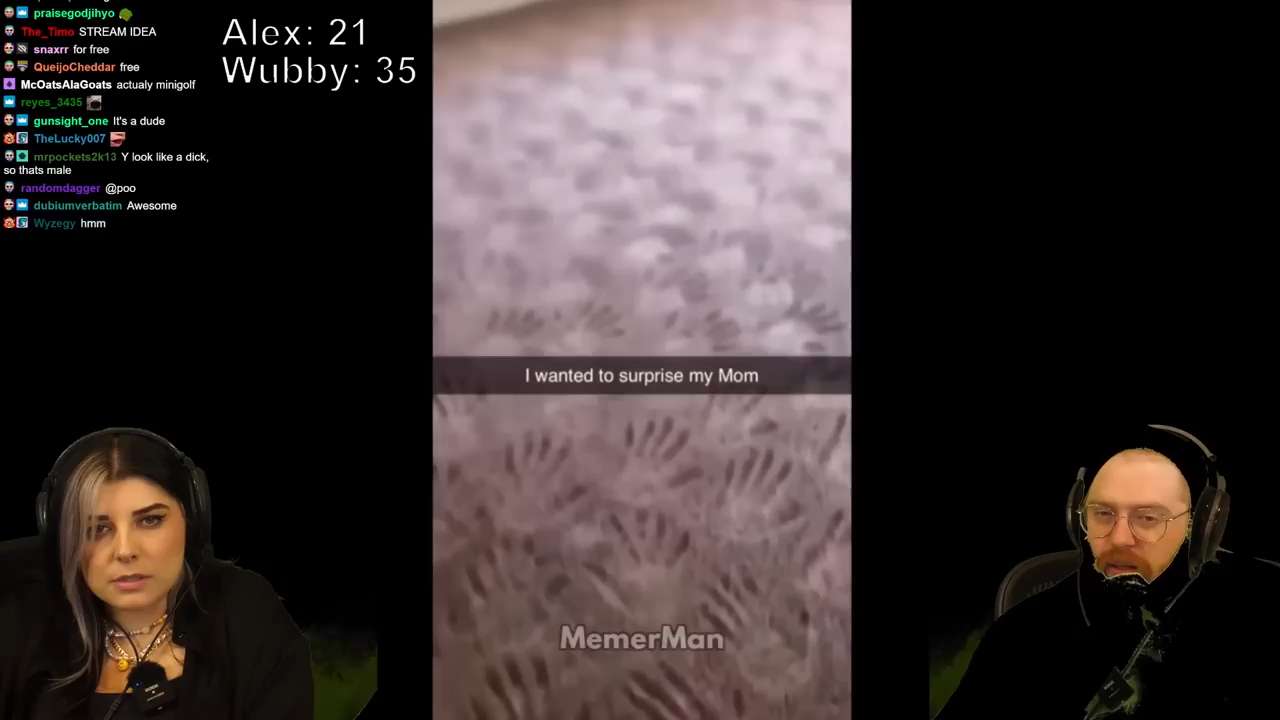 praisegodjihyo
The_Timo STREAM IDEA
snaxrr for free
QueijoCheddar free
McOatsAlaGoats actualy minigolf
reyes_3435
gunsight_one It's a dude
TheLucky007
mrpockets2k13 Y look like a dick,
so thats male
randomdagger @poo
dubiumverbatim Awesome
Wyzegy hmm
Alex: 21
Wubby: 35
I wanted to surprise my Mom
MemerMan